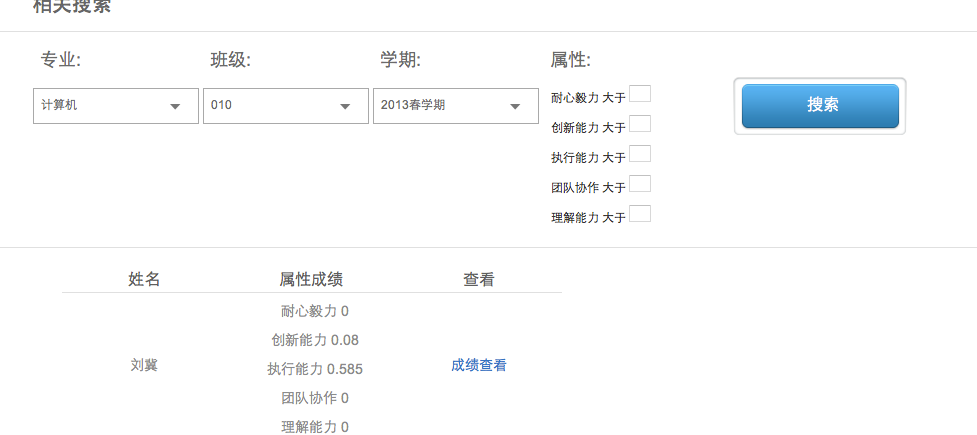 相关搜索
专业: 班级: 学期: 属性:
计算机 010 2013春学期
耐心毅力 大于
创新能力 大于
执行能力 大于
团队协作 大于
理解能力 大于
搜索
姓名 属性成绩 查看
耐心毅力 0
创新能力 0.08
刘冀 执行能力 0.585 成绩查看
团队协作 0
理解能力 0